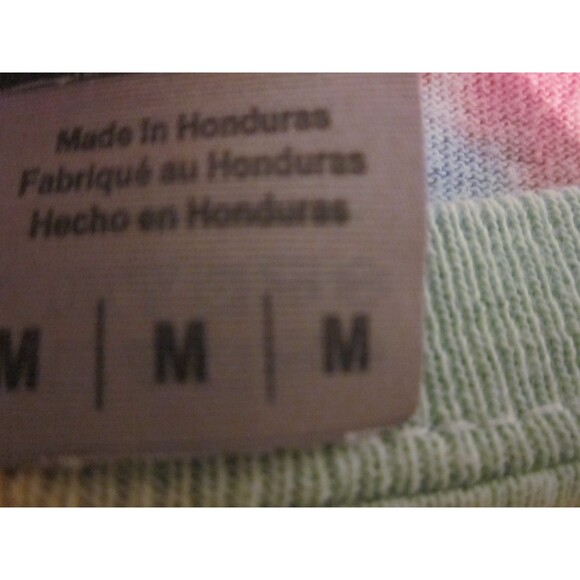 Made in Honduras
Fabriqué au Honduras
Hecho en Honduras
M | M | M